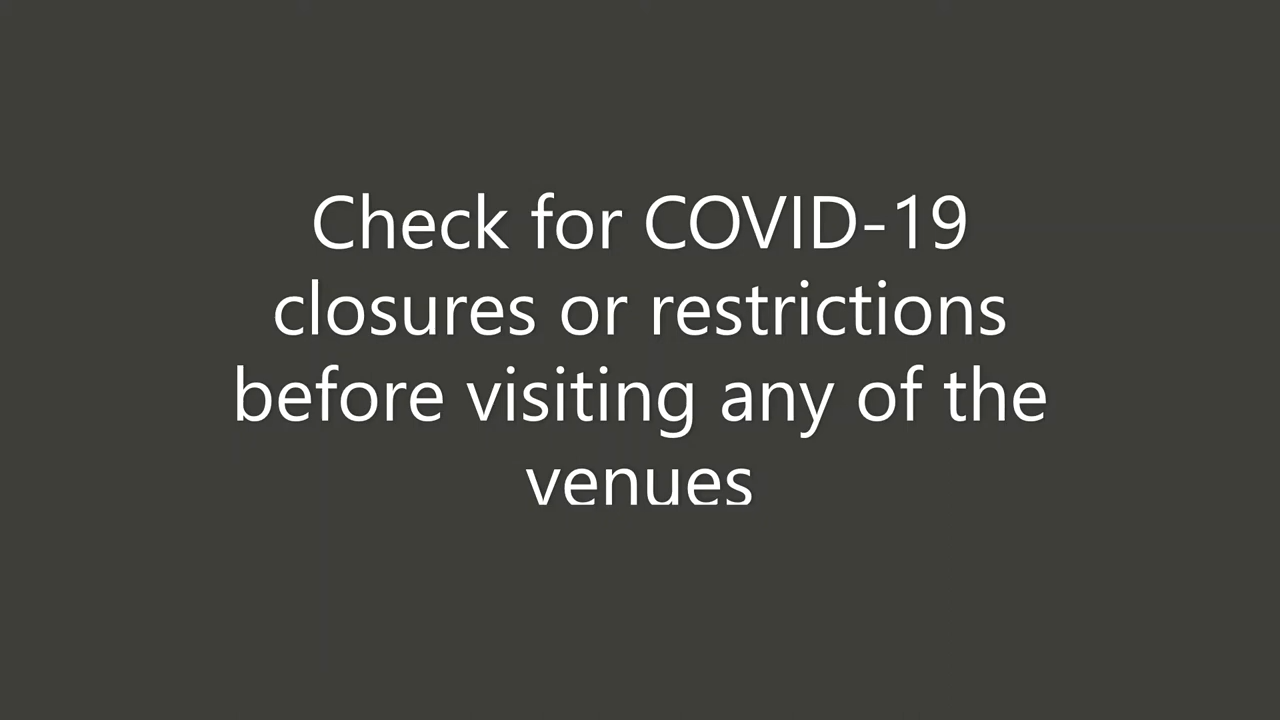 Check for COVID-19
closures or restrictions
before visiting any of the
venues